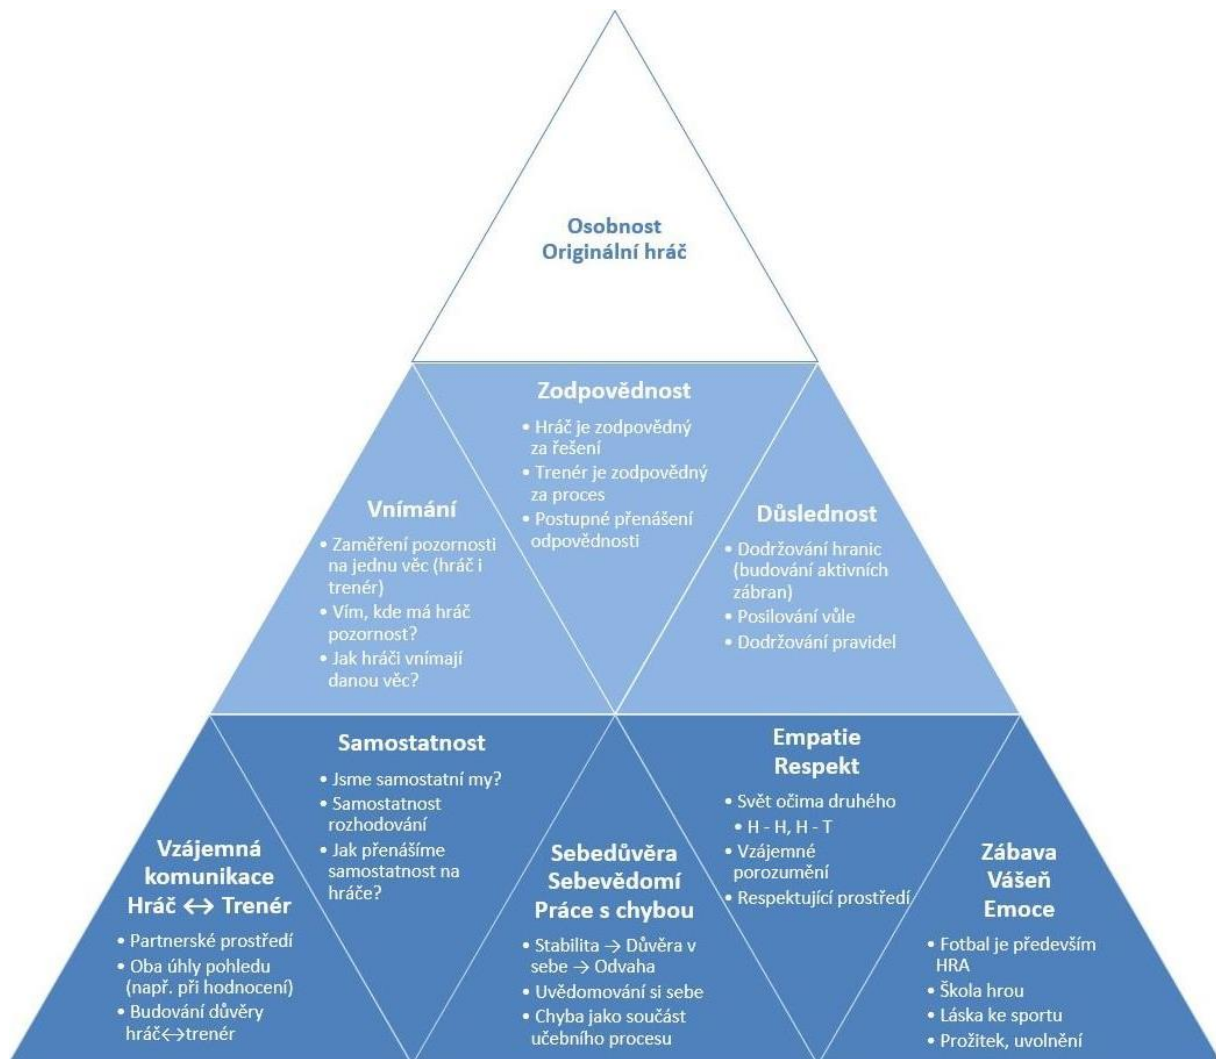 Osobnost
Originální hráč
Zodpovědnost
• Hráč je zodpovědný
za řešení
• Trenér je zodpovědný
za proces
• Postupné přenášení
odpovědnosti
Vnímání
• Zaměření pozornosti
na jednu věc (hráč i
trenér)
• Vím, kde má hráč
pozornost?
• Jak hráči vnímají
danou věc?
Důslednost
• Dodržování hranic
(budování aktivních
zábran)
• Posilování vůle
• Dodržování pravidel
Vzájemná
komunikace
Hráč ↔ Trenér
• Partnerské prostředí
• Oba úhly pohledu
(např. při hodnocení)
• Budování důvěry
hráč↔trenér
Samostatnost
• Jsme samostatní my?
• Samostatnost
rozhodování
• Jak přenášíme
samostatnost na
hráče?
Sebedůvěra
Sebevědomí
Práce s chybou
• Stabilita → Důvěra v
sebe → Odvaha
• Uvědomování si sebe
• Chyba jako součást
učebního procesu
Empatie
Respekt
• Svět očima druhého
• H - H, H - T
• Vzájemné
porozumění
• Respektující prostředí
Zábava
Vášeň
Emoce
• Fotbal je především
HRA
• Škola hrou
• Láska ke sportu
• Prožitek, uvolnění